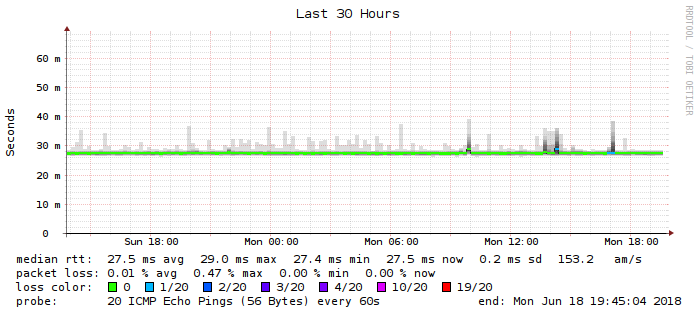 Last 30 Hours
RRDTOOL / TOBI OETIKER
Seconds
60 m
50 m
40 m
30 m
20 m
10 m
0
Sun 18:00 Mon 00:00 Mon 06:00 Mon 12:00 Mon 18:00
median rtt: 27.5 ms avg 29.0 ms max 27.4 ms min 27.5 ms now 0.2 ms sd 153.2 am/s
packet loss: 0.01 % avg 0.47 % max 0.00 % min 0.00 % now
loss color: 0 1/20 2/20 3/20 4/20 10/20 19/20
probe: 20 ICMP Echo Pings (56 Bytes) every 60s end: Mon Jun 18 19:45:04 2018